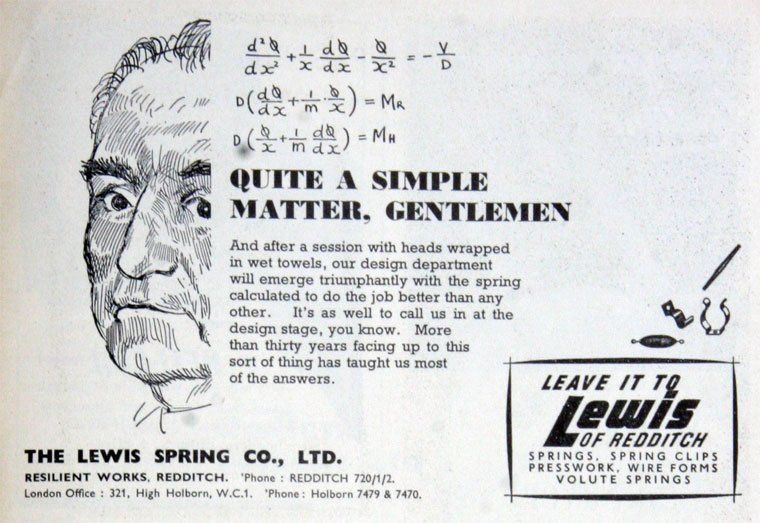 d²Q/dx² + 1/x dQ/dx - Q/x² = - V/D
D(dQ/dx + 1/m · Q/x) = MR
D(Q/x + 1/m dQ/dx) = MH
QUITE A SIMPLE
MATTER, GENTLEMEN
And after a session with heads wrapped
in wet towels, our design department
will emerge triumphantly with the spring
calculated to do the job better than any
other. It's as well to call us in at the
design stage, you know. More
than thirty years facing up to this
sort of thing has taught us most
of the answers.
LEAVE IT TO
Lewis
OF REDDITCH
SPRINGS, SPRING CLIPS
PRESSWORK, WIRE FORMS
VOLUTE SPRINGS
THE LEWIS SPRING CO., LTD.
RESILIENT WORKS, REDDITCH. 'Phone : REDDITCH 720/1/2.
London Office : 321, High Holborn, W.C.1. 'Phone : Holborn 7479 & 7470.